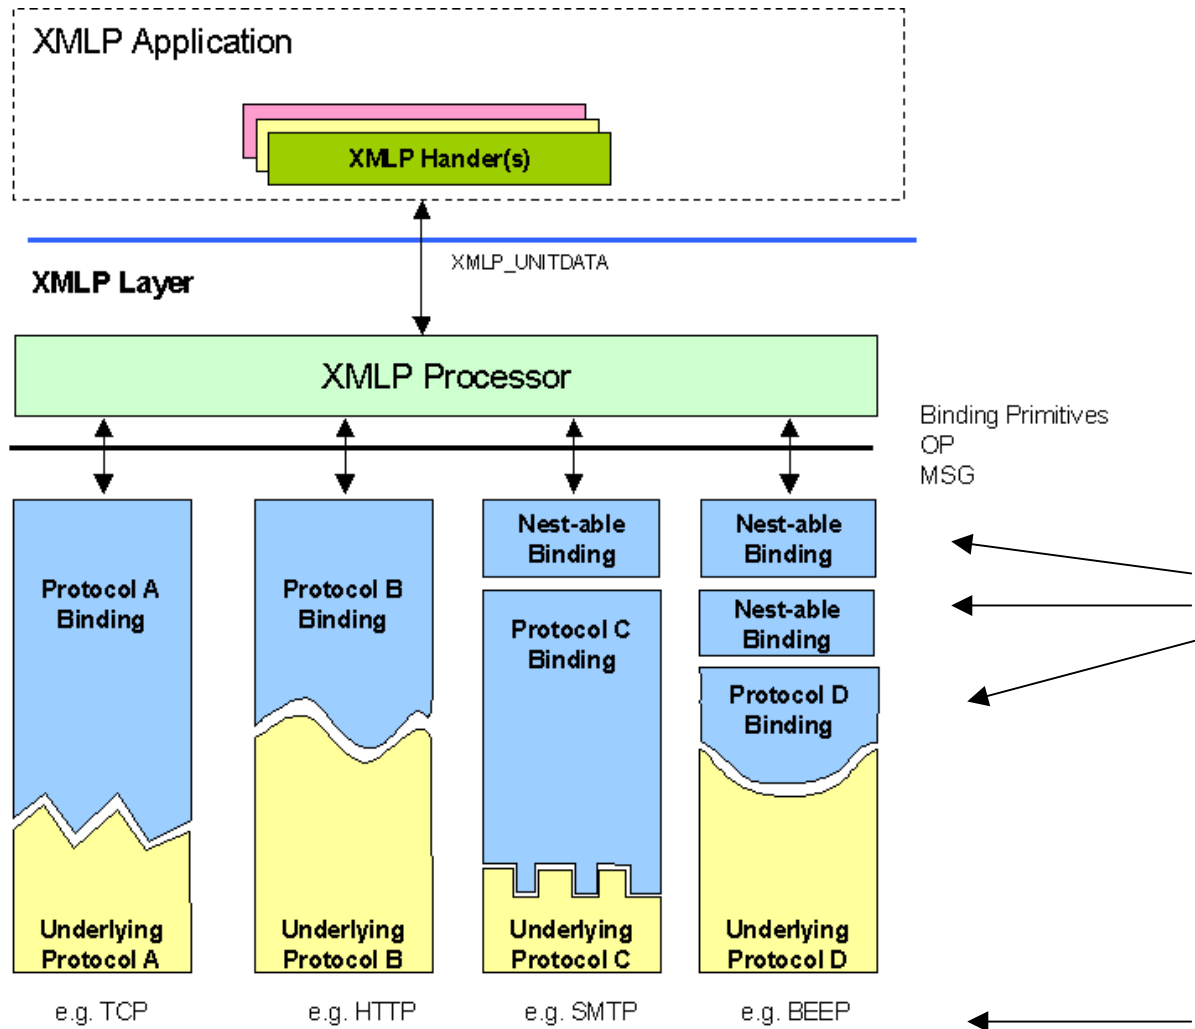 XMLP Application
XMLP Hander(s)
XMLP_UNITDATA
XMLP Layer
XMLP Processor
Binding Primitives
OP
MSG
Protocol A
Binding
Protocol B
Binding
Nest-able
Binding
Protocol C
Binding
Nest-able
Binding
Nest-able
Binding
Protocol D
Binding
Underlying
Protocol A
Underlying
Protocol B
Underlying
Protocol C
Underlying
Protocol D
e.g. TCP
e.g. HTTP
e.g. SMTP
e.g. BEEP